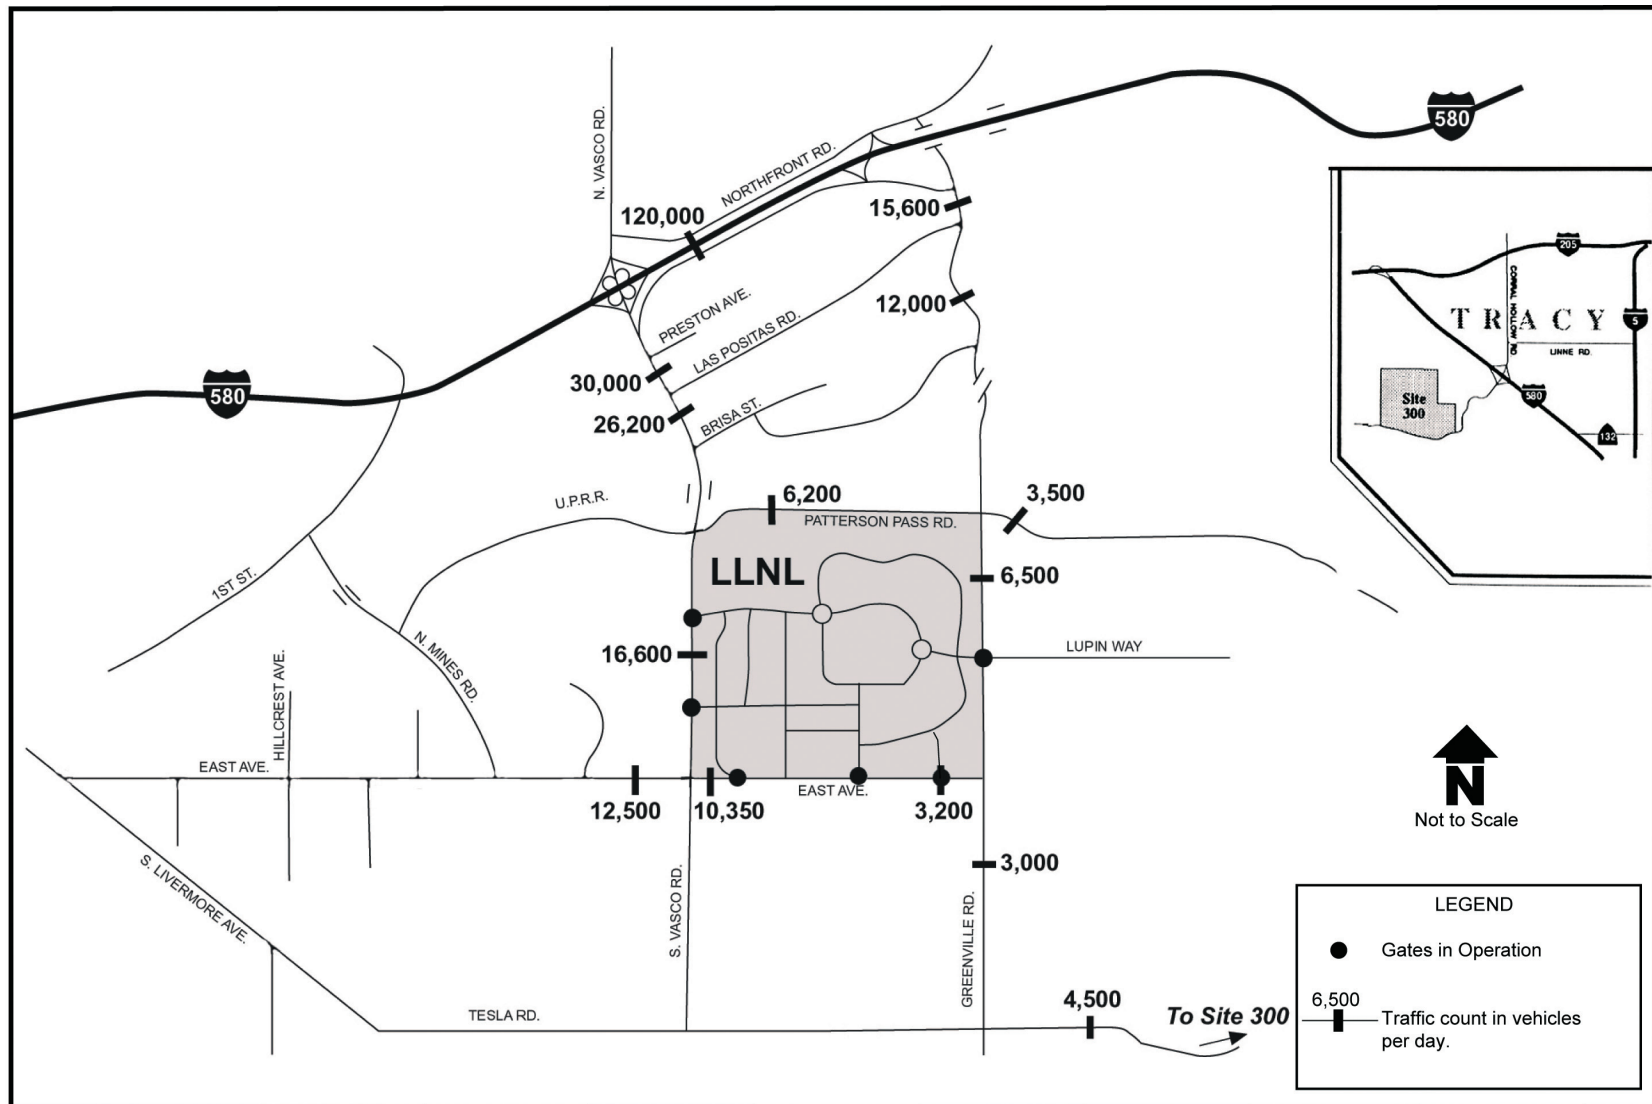 N. VASCO RD.
NORTHFRONT RD.
580
120,000
15,600
205
CORRAL HOLLOW RD
TRACY
5
LINNE RD.
12,000
PRESTON AVE.
LAS POSITAS RD.
30,000
580
26,200
BRISA ST.
Site
300
580
132
U.P.R.R.
6,200
3,500
PATTERSON PASS RD.
LLNL
6,500
1ST ST.
N. MINES RD.
16,600
LUPIN WAY
HILLCREST AVE.
EAST AVE.
EAST AVE.
12,500
10,350
3,200
N
Not to Scale
3,000
S. LIVERMORE AVE.
S. VASCO RD.
GREENVILLE RD.
TESLA RD.
4,500
To Site 300
LEGEND
Gates in Operation
6,500
Traffic count in vehicles
per day.